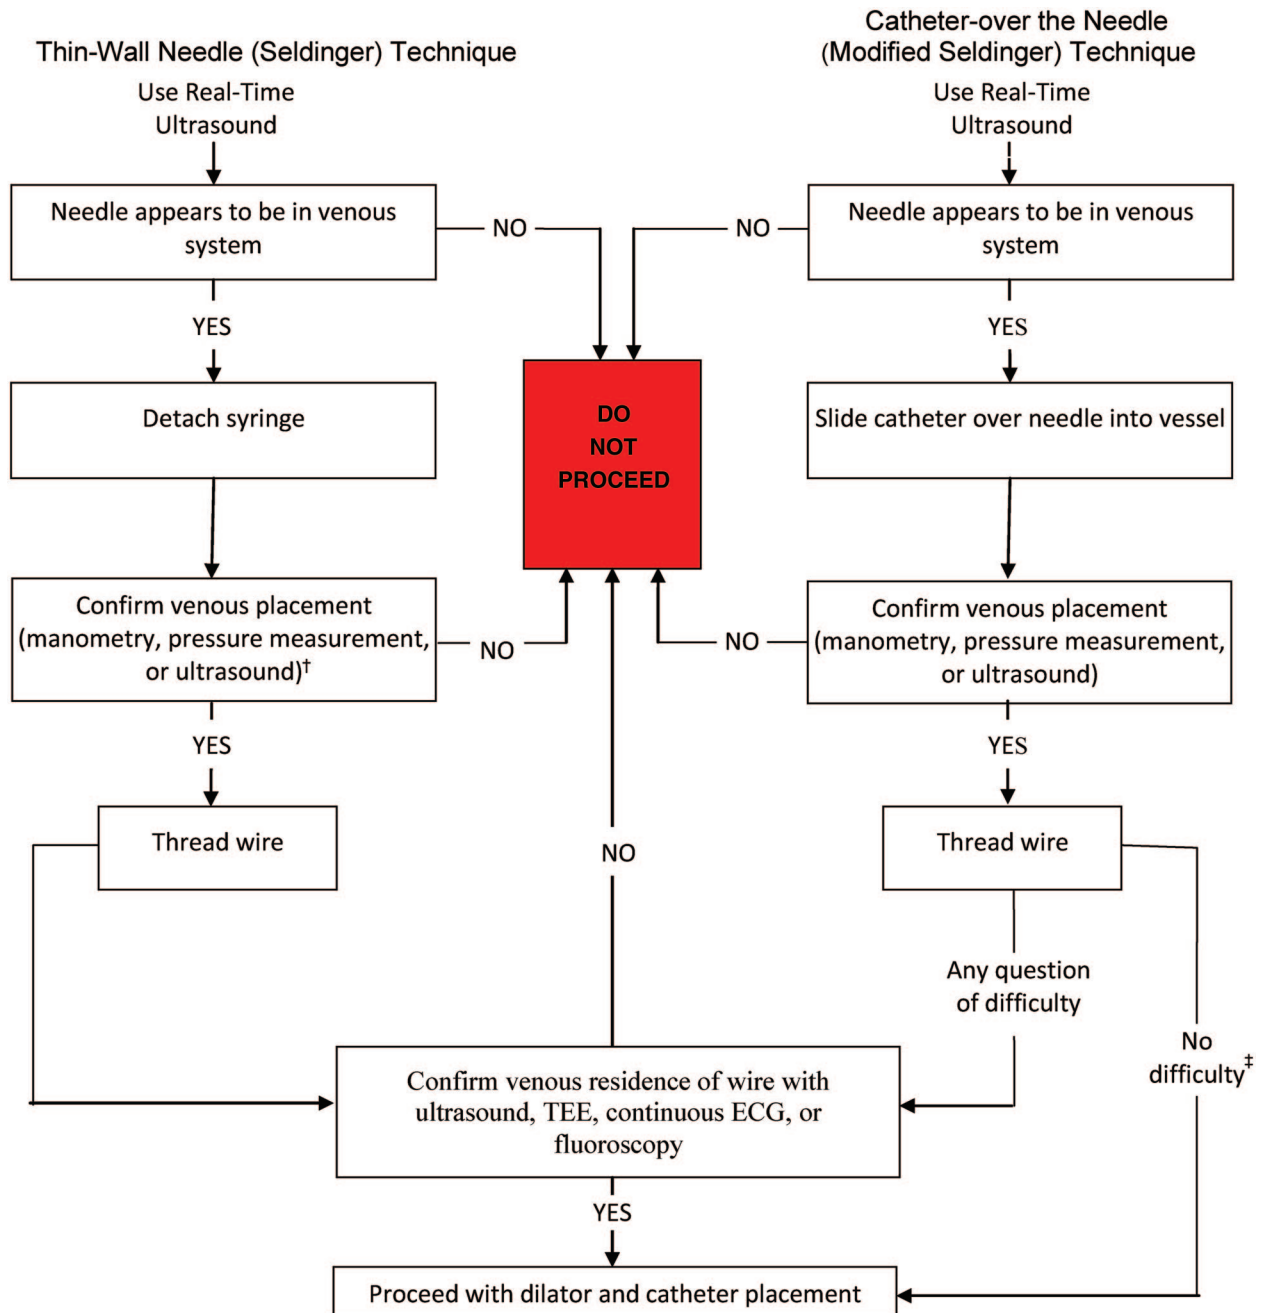 Thin-Wall Needle (Seldinger) Technique
Use Real-Time
Ultrasound
Catheter-over the Needle
(Modified Seldinger) Technique
Use Real-Time
Ultrasound
Needle appears to be in venous
system
NO
NO
Needle appears to be in venous
system
YES
YES
Detach syringe
DO
NOT
PROCEED
Slide catheter over needle into vessel
Confirm venous placement
(manometry, pressure measurement,
or ultrasound)†
NO
NO
Confirm venous placement
(manometry, pressure measurement,
or ultrasound)
YES
YES
Thread wire
NO
Thread wire
Any question
of difficulty
No
difficulty‡
Confirm venous residence of wire with
ultrasound, TEE, continuous ECG, or
fluoroscopy
YES
Proceed with dilator and catheter placement